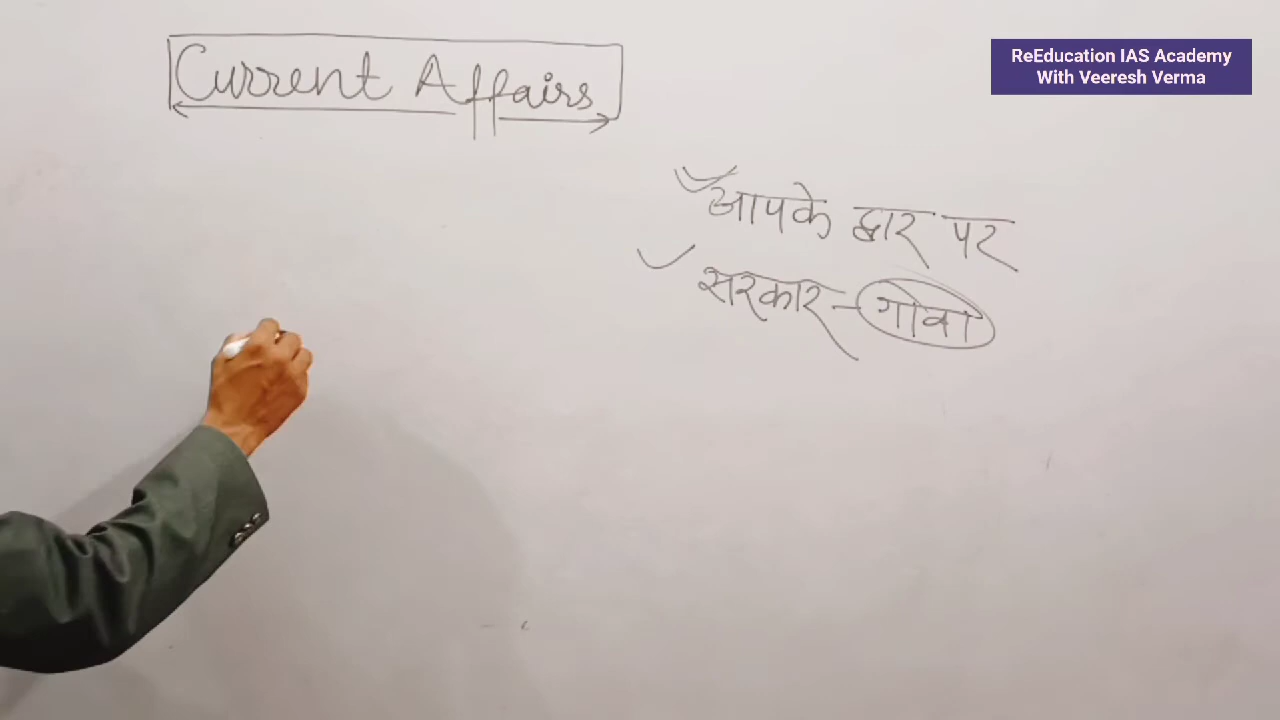 Current Affairs
ReEducation IAS Academy
With Veeresh Verma
आपके द्वार पर
सरकार - गोवा